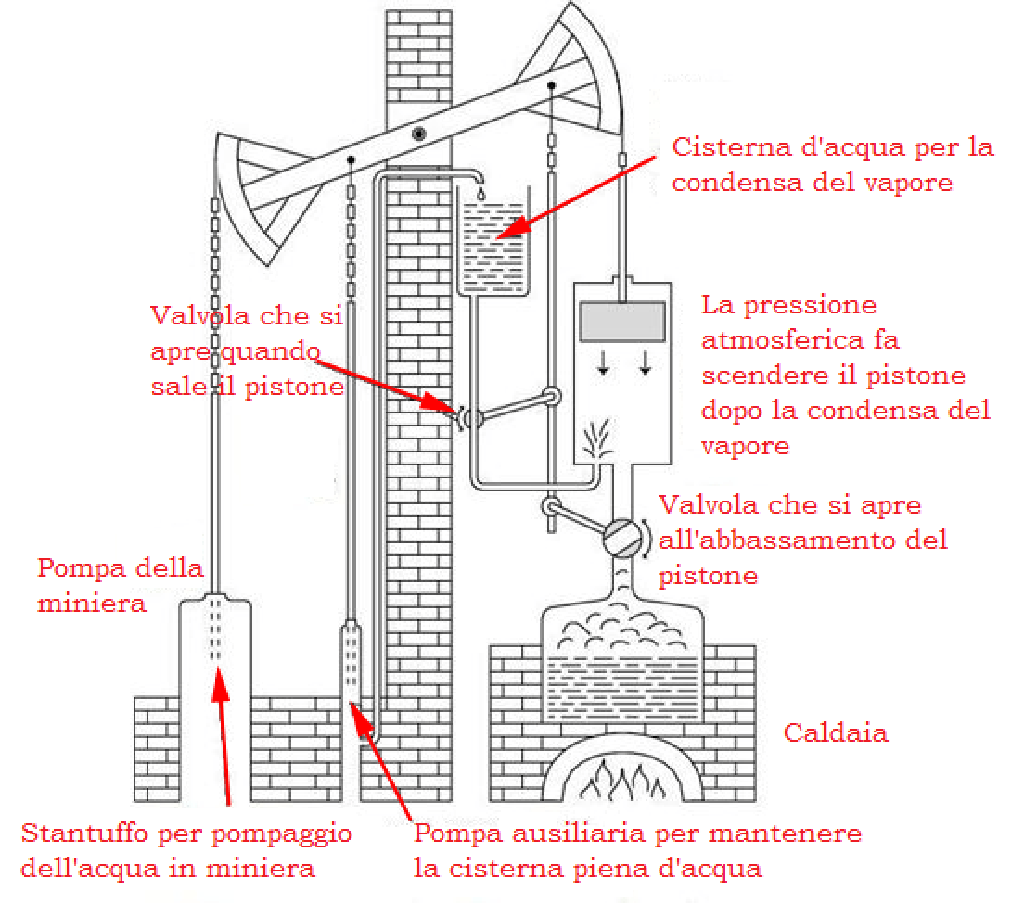 Cisterna d'acqua per la
condensa del vapore
Valvola che si
apre quando
sale il pistone
La pressione
atmosferica fa
scendere il pistone
dopo la condensa del
vapore
Valvola che si apre
all'abbassamento del
pistone
Pompa della
miniera
Caldaia
Stantuffo per pompaggio
dell'acqua in miniera
Pompa ausiliaria per mantenere
la cisterna piena d'acqua